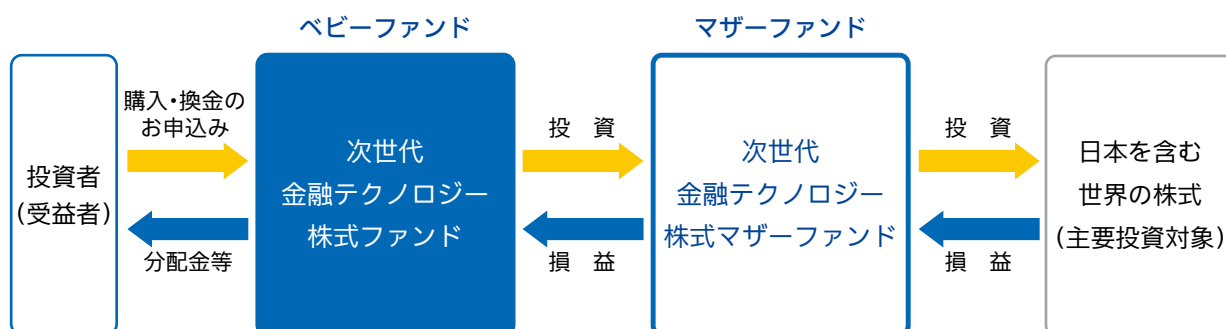 ベビーファンド
マザーファンド
投資者
(受益者)
購入・換金の
お申込み
分配金等
次世代
金融テクノロジー
株式ファンド
投　資
損　益
次世代
金融テクノロジー
株式マザーファンド
投　資
損　益
日本を含む
世界の株式
(主要投資対象)